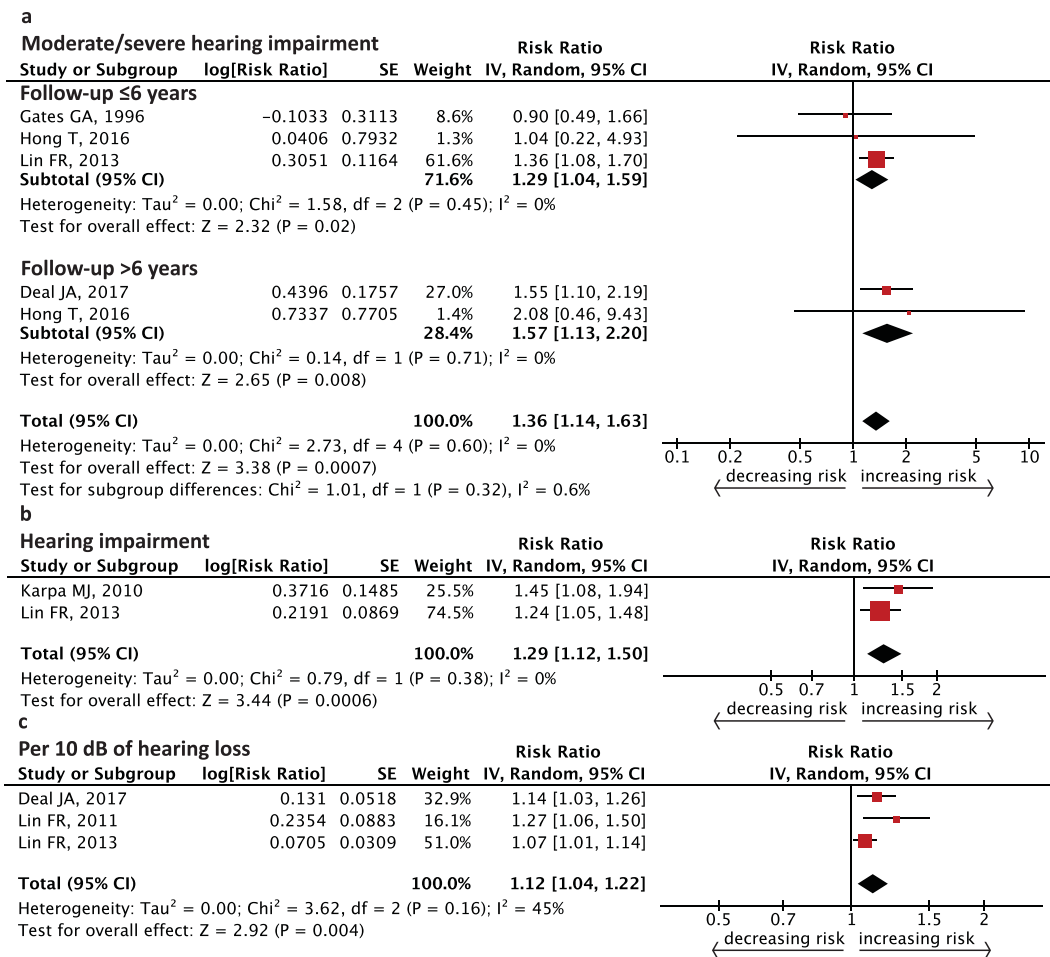 a
Moderate/severe hearing impairment
Risk Ratio Risk Ratio
Study or Subgroup log[Risk Ratio] SE Weight IV, Random, 95% CI IV, Random, 95% CI
Follow-up ≤6 years
Gates GA, 1996 −0.1033 0.3113 8.6% 0.90 [0.49, 1.66]
Hong T, 2016 0.0406 0.7932 1.3% 1.04 [0.22, 4.93]
Lin FR, 2013 0.3051 0.1164 61.6% 1.36 [1.08, 1.70]
Subtotal (95% CI) 71.6% 1.29 [1.04, 1.59]
Heterogeneity: Tau² = 0.00; Chi² = 1.58, df = 2 (P = 0.45); I² = 0%
Test for overall effect: Z = 2.32 (P = 0.02)
Follow-up >6 years
Deal JA, 2017 0.4396 0.1757 27.0% 1.55 [1.10, 2.19]
Hong T, 2016 0.7337 0.7705 1.4% 2.08 [0.46, 9.43]
Subtotal (95% CI) 28.4% 1.57 [1.13, 2.20]
Heterogeneity: Tau² = 0.00; Chi² = 0.14, df = 1 (P = 0.71); I² = 0%
Test for overall effect: Z = 2.65 (P = 0.008)
Total (95% CI) 100.0% 1.36 [1.14, 1.63]
Heterogeneity: Tau² = 0.00; Chi² = 2.73, df = 4 (P = 0.60); I² = 0%
0.1 0.2 0.5 1 2 5 10
Test for overall effect: Z = 3.38 (P = 0.0007)
decreasing risk increasing risk
Test for subgroup differences: Chi² = 1.01, df = 1 (P = 0.32), I² = 0.6%
b
Hearing impairment
Risk Ratio Risk Ratio
Study or Subgroup log[Risk Ratio] SE Weight IV, Random, 95% CI IV, Random, 95% CI
Karpa MJ, 2010 0.3716 0.1485 25.5% 1.45 [1.08, 1.94]
Lin FR, 2013 0.2191 0.0869 74.5% 1.24 [1.05, 1.48]
Total (95% CI) 100.0% 1.29 [1.12, 1.50]
Heterogeneity: Tau² = 0.00; Chi² = 0.79, df = 1 (P = 0.38); I² = 0%
0.5 0.7 1 1.5 2
Test for overall effect: Z = 3.44 (P = 0.0006)
decreasing risk increasing risk
c
Per 10 dB of hearing loss
Risk Ratio Risk Ratio
Study or Subgroup log[Risk Ratio] SE Weight IV, Random, 95% CI IV, Random, 95% CI
Deal JA, 2017 0.131 0.0518 32.9% 1.14 [1.03, 1.26]
Lin FR, 2011 0.2354 0.0883 16.1% 1.27 [1.06, 1.50]
Lin FR, 2013 0.0705 0.0309 51.0% 1.07 [1.01, 1.14]
Total (95% CI) 100.0% 1.12 [1.04, 1.22]
Heterogeneity: Tau² = 0.00; Chi² = 3.62, df = 2 (P = 0.16); I² = 45%
0.5 0.7 1 1.5 2
Test for overall effect: Z = 2.92 (P = 0.004)
decreasing risk increasing risk